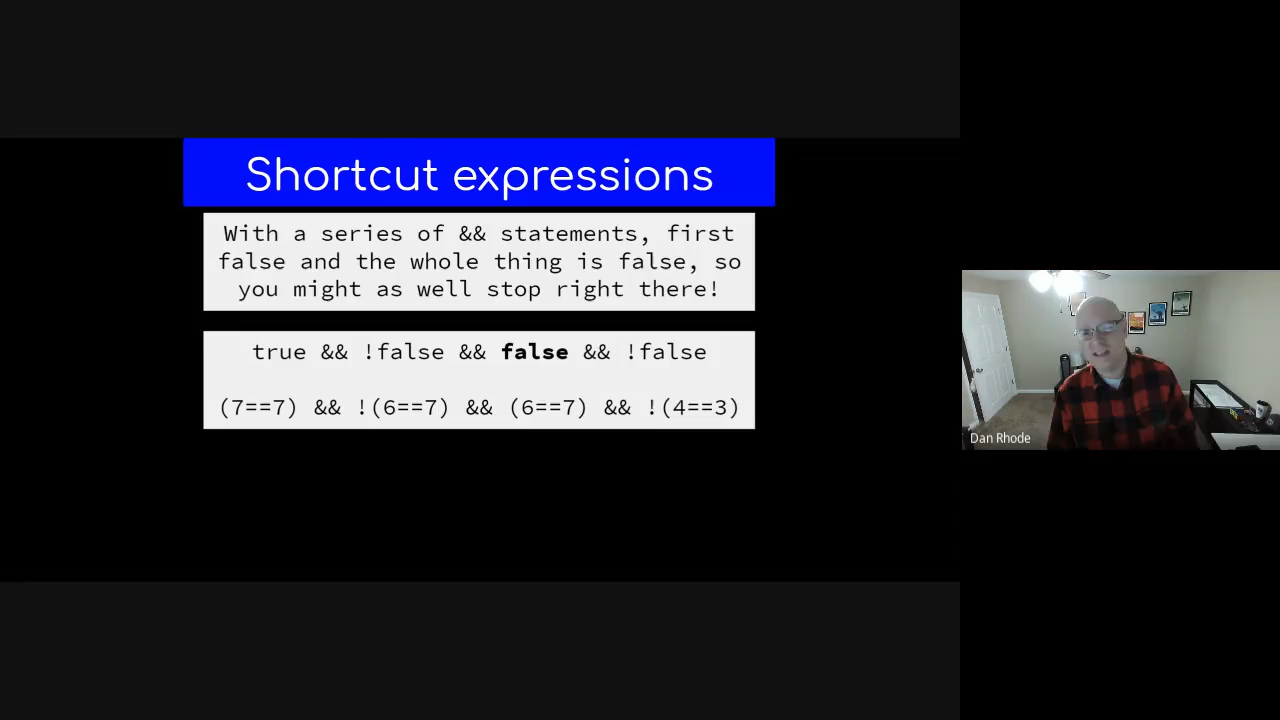 Shortcut expressions
With a series of && statements, first
false and the whole thing is false, so
you might as well stop right there!
true && !false && false && !false
(7==7) && !(6==7) && (6==7) && !(4==3)
Dan Rhode